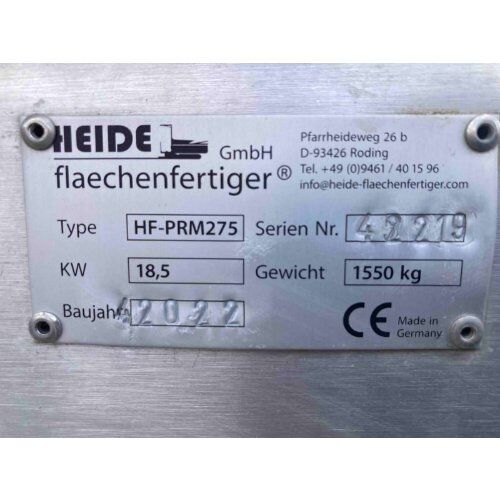 HEIDE GmbH
flaechenfertiger®
Pfarrheideweg 26 b
D-93426 Roding
Tel. +49 (0)9461 / 40 15 96
info@heide-flaechenfertiger.com
Type HF-PRM275 Serien Nr. 42219
KW 18,5 Gewicht 1550 kg
Baujahr 2022 CE Made in
Germany